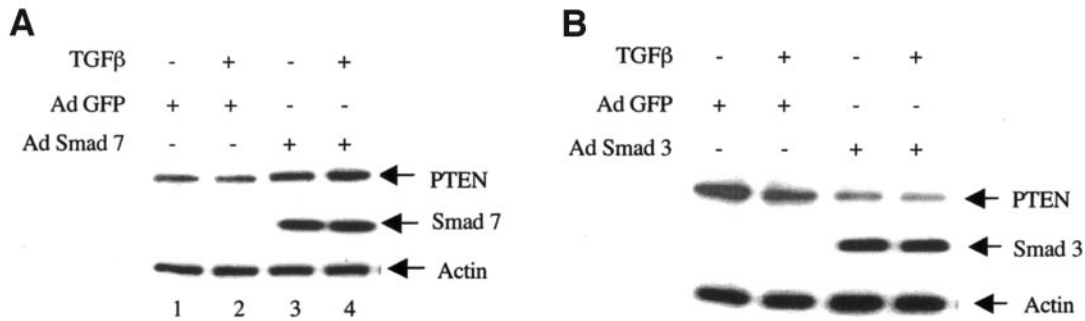 A
TGFβ - + - +
Ad GFP + + - -
Ad Smad 7 - - + +
PTEN
Smad 7
Actin
1 2 3 4
B
TGFβ - + - +
Ad GFP + + - -
Ad Smad 3 - - + +
PTEN
Smad 3
Actin